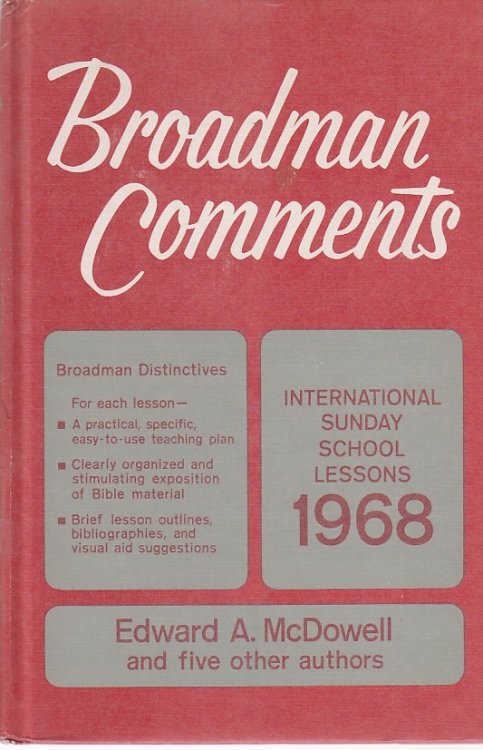 Broadman
Comments
Broadman Distinctives
For each lesson—
■ A practical, specific,
easy-to-use teaching plan
■ Clearly organized and
stimulating exposition
of Bible material
■ Brief lesson outlines,
bibliographies, and
visual aid suggestions
INTERNATIONAL
SUNDAY
SCHOOL
LESSONS
1968
Edward A. McDowell
and five other authors